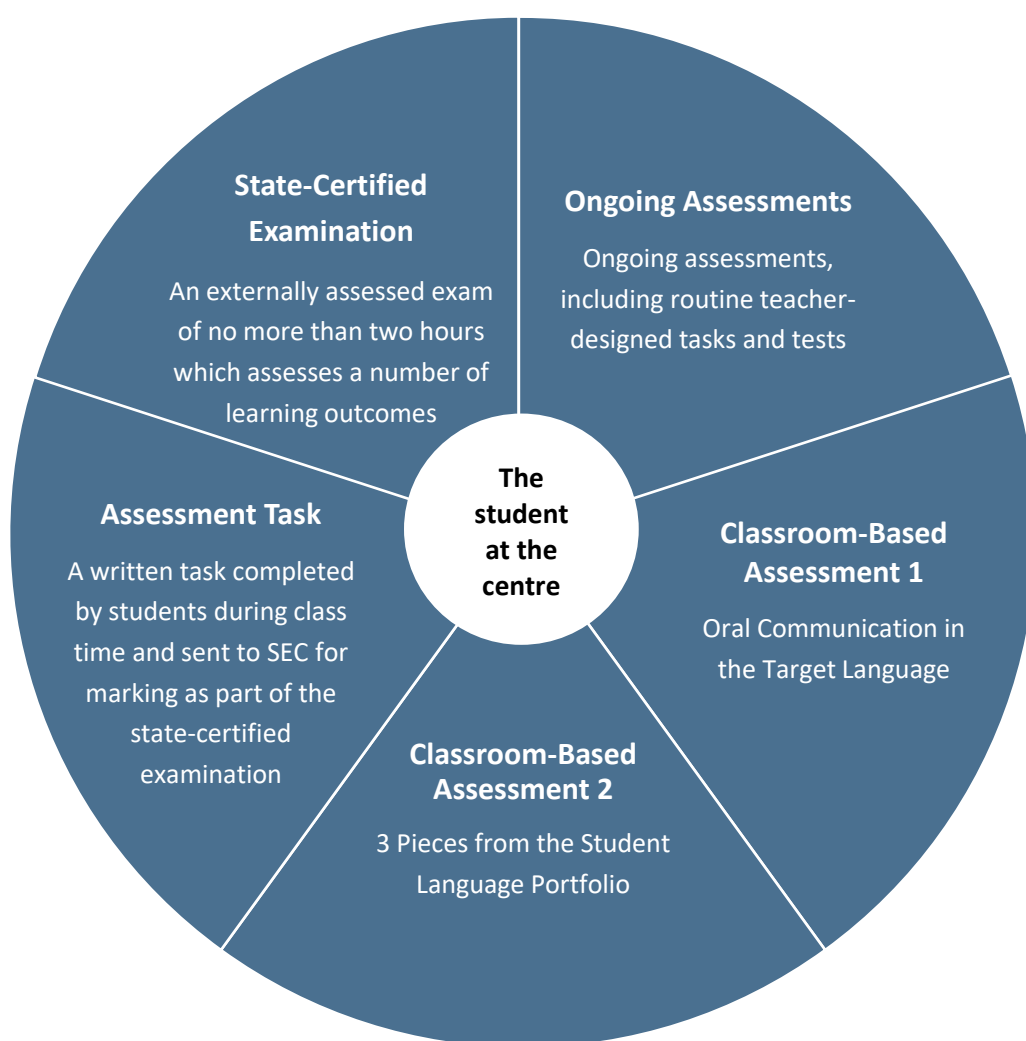 State-Certified
Examination
An externally assessed exam
of no more than two hours
which assesses a number of
learning outcomes
Ongoing Assessments
Ongoing assessments,
including routine teacher-
designed tasks and tests
The
student
at the
centre
Classroom-Based
Assessment 1
Oral Communication in
the Target Language
Classroom-Based
Assessment 2
3 Pieces from the Student
Language Portfolio
Assessment Task
A written task completed
by students during class
time and sent to SEC for
marking as part of the
state-certified
examination